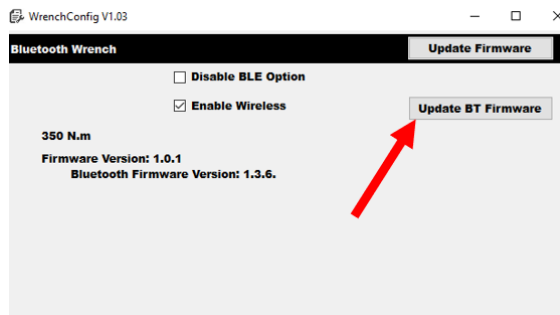 WrenchConfig V1.03
Bluetooth Wrench
Update Firmware
Disable BLE Option
Enable Wireless
Update BT Firmware
350 N.m
Firmware Version: 1.0.1
Bluetooth Firmware Version: 1.3.6.